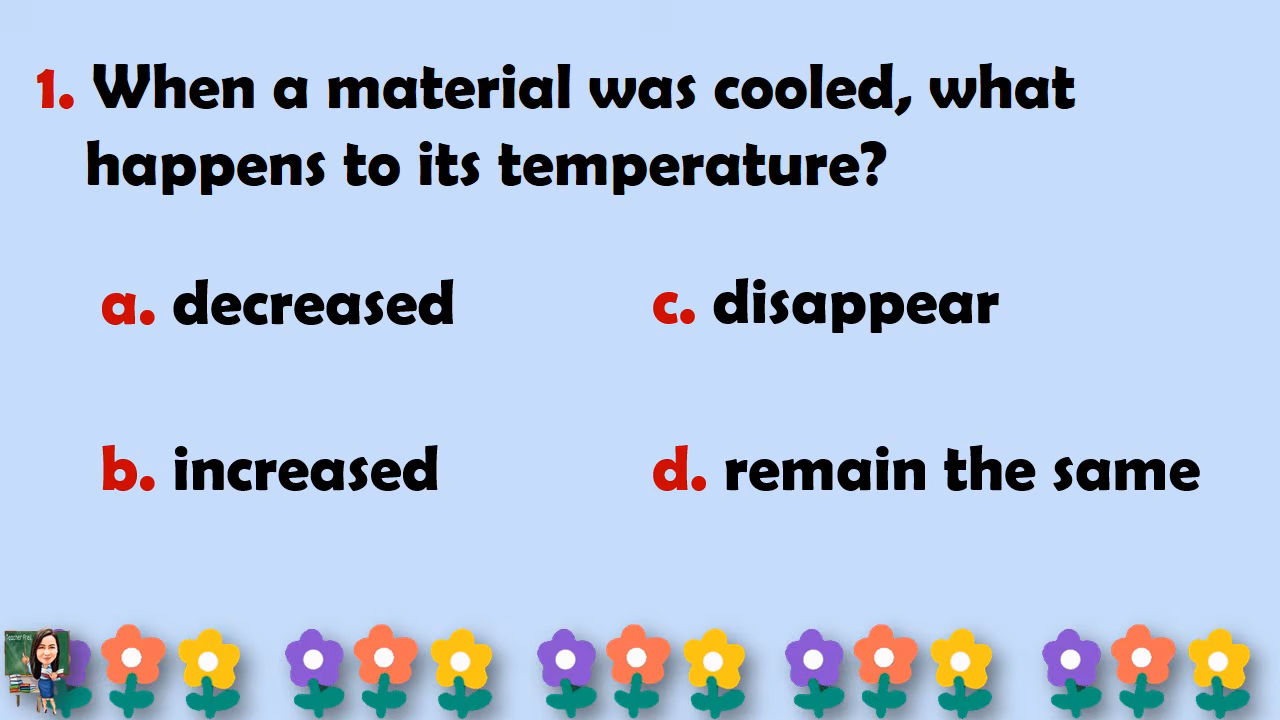 1. When a material was cooled, what
happens to its temperature?
a. decreased
c. disappear
b. increased
d. remain the same